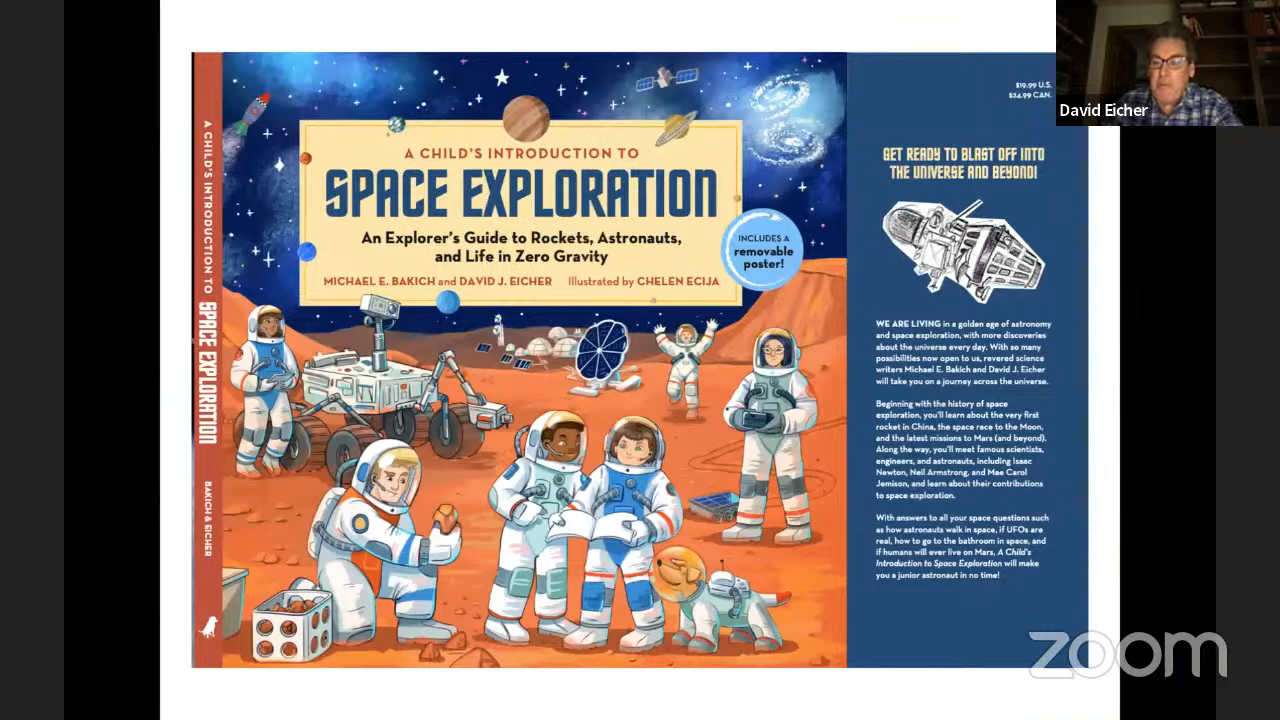 A CHILD'S INTRODUCTION TO
SPACE EXPLORATION
BAKICH & EICHER
A CHILD'S INTRODUCTION TO
SPACE EXPLORATION
An Explorer's Guide to Rockets, Astronauts,
and Life in Zero Gravity
MICHAEL E. BAKICH and DAVID J. EICHER Illustrated by CHELEN ECIJA
INCLUDES A
removable
poster!
$19.99 U.S.
$24.99 CAN.
GET READY TO BLAST OFF INTO
THE UNIVERSE AND BEYOND!
WE ARE LIVING in a golden age of astronomy
and space exploration, with more discoveries
about the universe every day. With so many
possibilities now open to us, revered science
writers Michael E. Bakich and David J. Eicher
will take you on a journey across the universe.
Beginning with the history of space
exploration, you'll learn about the very first
rocket in China, the space race to the Moon,
and the latest missions to Mars (and beyond).
Along the way, you'll meet famous scientists,
engineers, and astronauts, including Isaac
Newton, Neil Armstrong, and Mae Carol
Jemison, and learn about their contributions
to space exploration.
With answers to all your space questions such
as how astronauts walk in space, if UFOs are
real, how to go to the bathroom in space, and
if humans will ever live on Mars, A Child's
Introduction to Space Exploration will make
you a junior astronaut in no time!
David Eicher
zoom